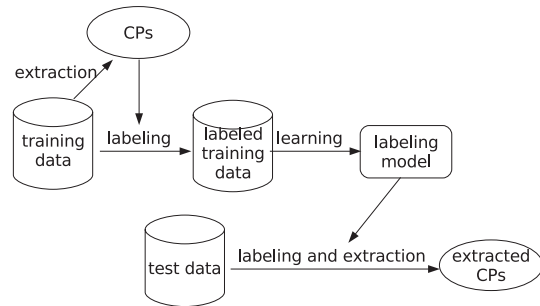 CPs
extraction
training
data
labeling
labeled
training
data
learning
labeling
model
test data
labeling and extraction
extracted
CPs